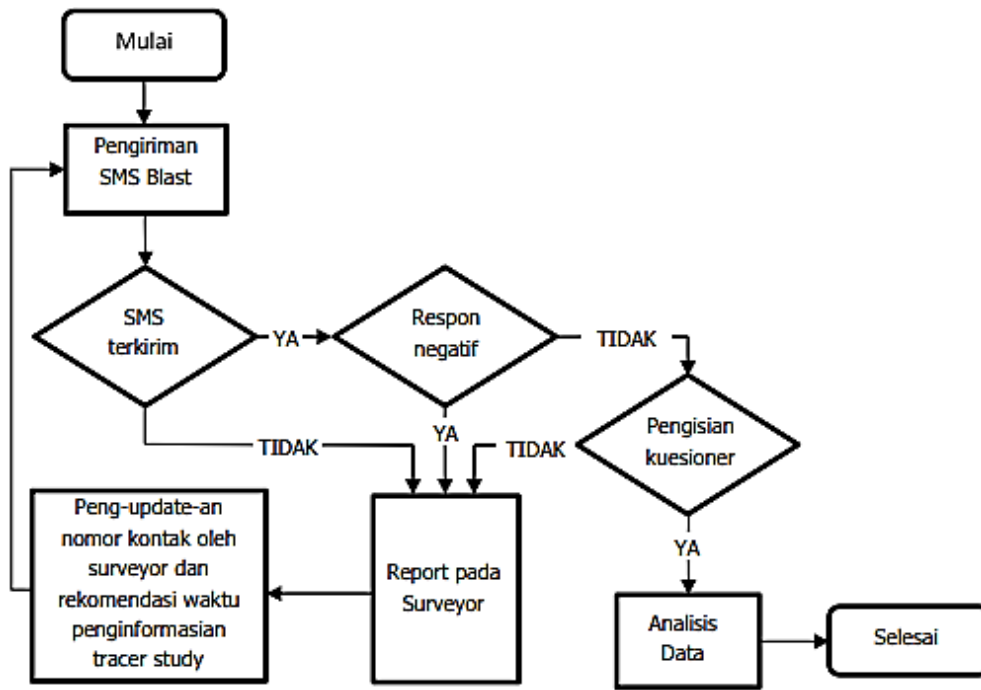 Mulai
Pengiriman
SMS Blast
SMS
terkirim
YA
Respon
negatif
TIDAK
Pengisian
kuesioner
TIDAK
YA
TIDAK
YA
Peng-update-an
nomor kontak oleh
surveyor dan
rekomendasi waktu
penginformasian
tracer study
Report pada
Surveyor
Analisis
Data
Selesai